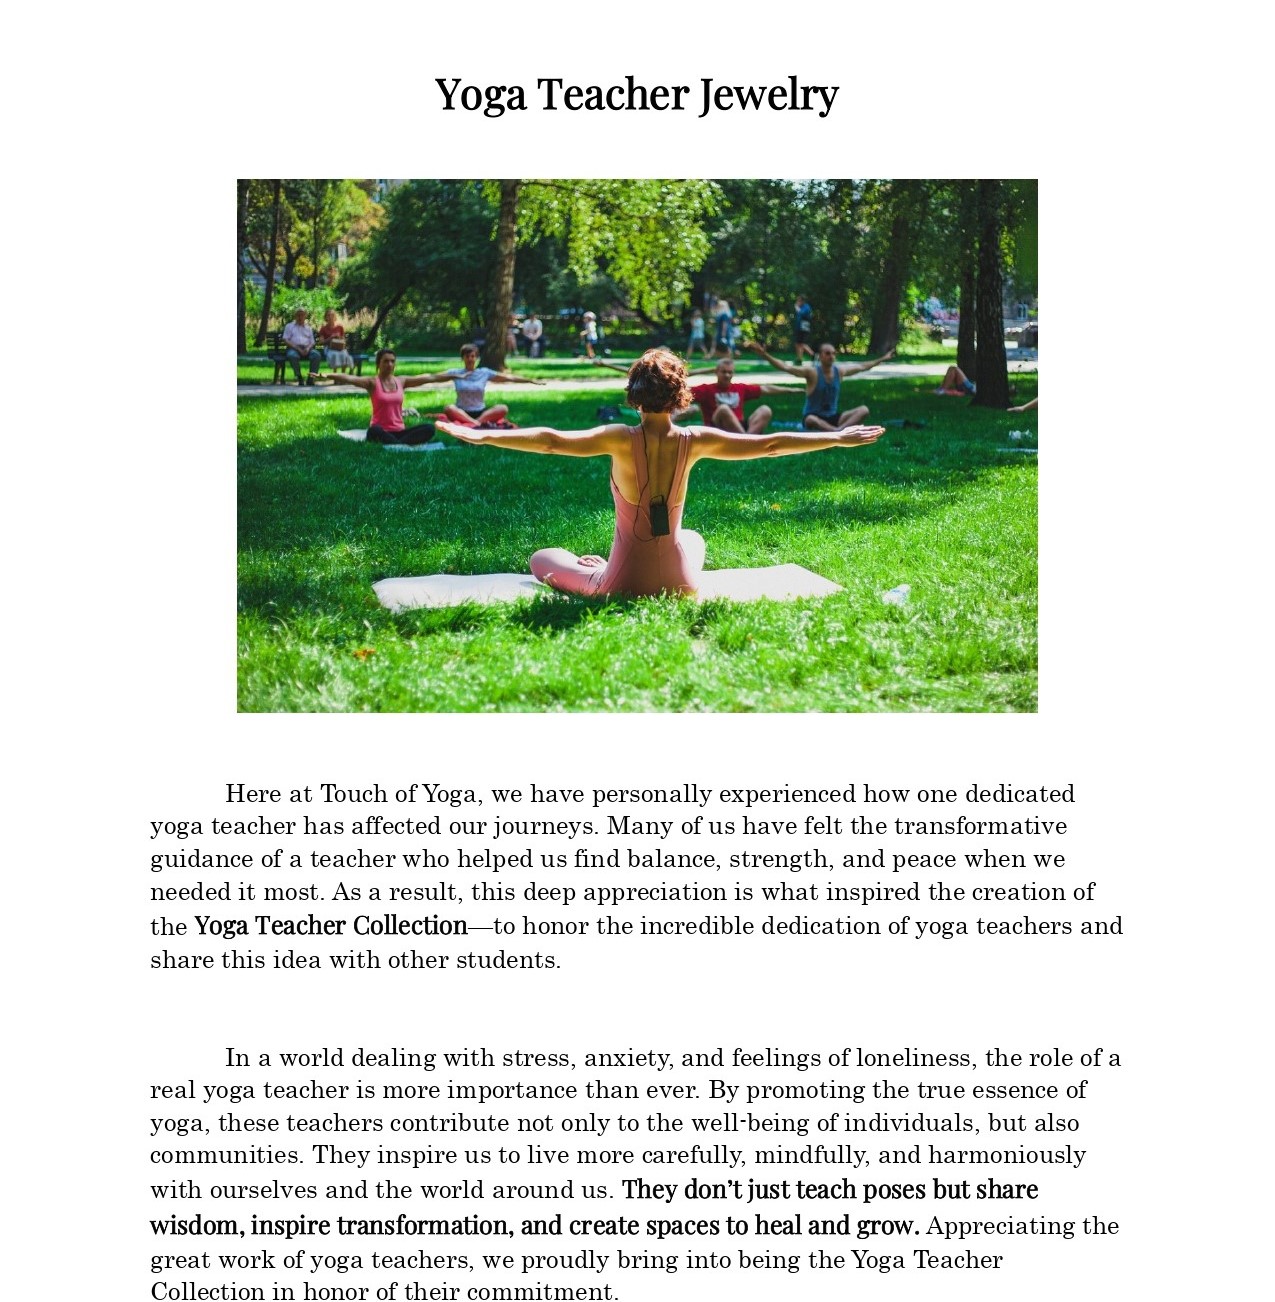 Yoga Teacher Jewelry
Here at Touch of Yoga, we have personally experienced how one dedicated
yoga teacher has affected our journeys. Many of us have felt the transformative
guidance of a teacher who helped us find balance, strength, and peace when we
needed it most. As a result, this deep appreciation is what inspired the creation of
the Yoga Teacher Collection—to honor the incredible dedication of yoga teachers and
share this idea with other students.
In a world dealing with stress, anxiety, and feelings of loneliness, the role of a
real yoga teacher is more importance than ever. By promoting the true essence of
yoga, these teachers contribute not only to the well-being of individuals, but also
communities. They inspire us to live more carefully, mindfully, and harmoniously
with ourselves and the world around us. They don’t just teach poses but share
wisdom, inspire transformation, and create spaces to heal and grow. Appreciating the
great work of yoga teachers, we proudly bring into being the Yoga Teacher
Collection in honor of their commitment.